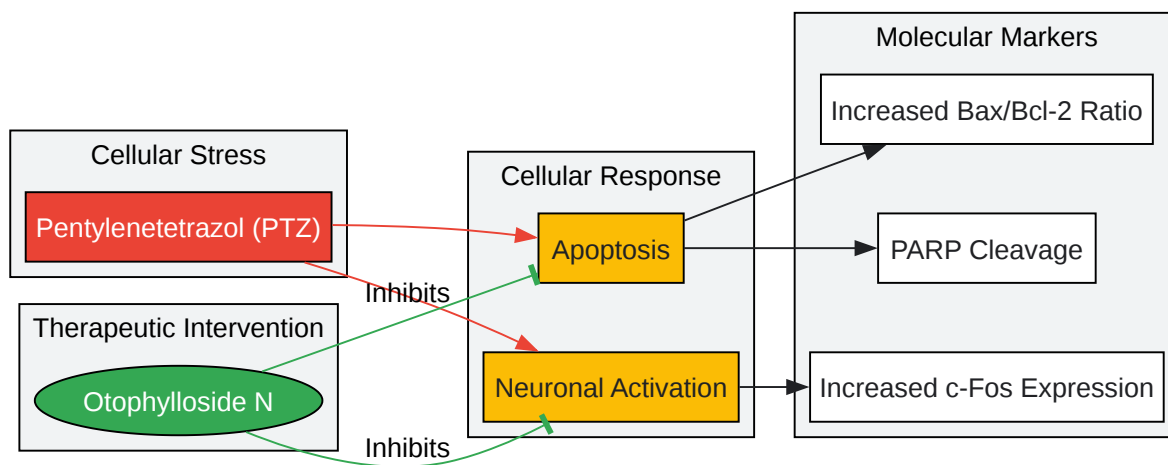 Cellular Stress
Pentylenetetrazol (PTZ)
Therapeutic Intervention
Otophylloside N
Inhibits
Inhibits
Cellular Response
Apoptosis
Neuronal Activation
Molecular Markers
Increased Bax/Bcl-2 Ratio
PARP Cleavage
Increased c-Fos Expression